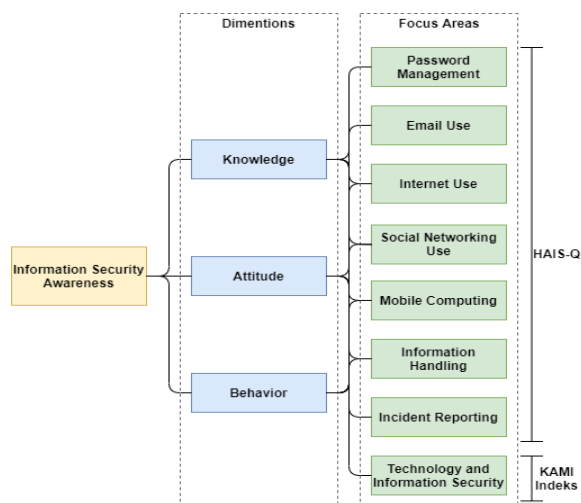 Dimentions
Focus Areas
Password
Management
Email Use
Knowledge
Internet Use
Social Networking
Use
HAIS-Q
Information Security
Awareness
Attitude
Mobile Computing
Information
Handling
Behavior
Incident Reporting
Technology and
Information Security
KAMI
Indeks